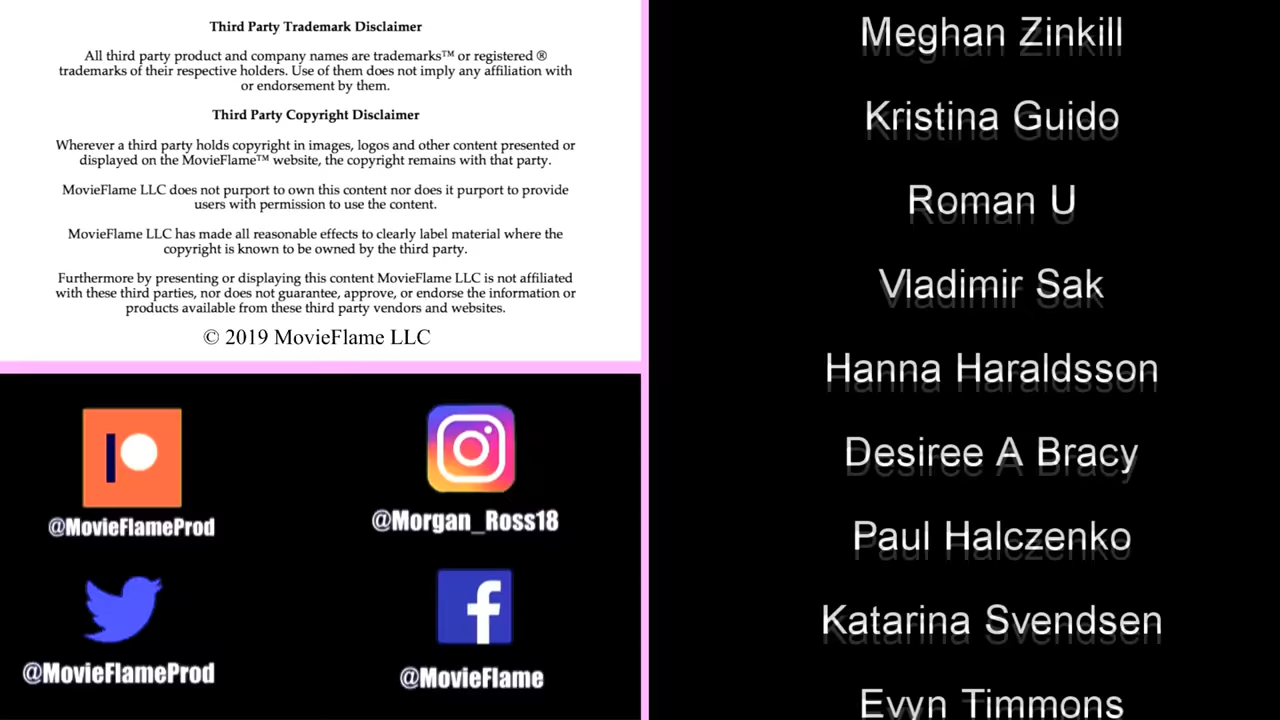 Third Party Trademark Disclaimer
All third party product and company names are trademarks™ or registered ®
trademarks of their respective holders. Use of them does not imply any affiliation with
or endorsement by them.
Third Party Copyright Disclaimer
Wherever a third party holds copyright in images, logos and other content presented or
displayed on the MovieFlame™ website, the copyright remains with that party.
MovieFlame LLC does not purport to own this content nor does it purport to provide
users with permission to use the content.
MovieFlame LLC has made all reasonable effects to clearly label material where the
copyright is known to be owned by the third party.
Furthermore by presenting or displaying this content MovieFlame LLC is not affiliated
with these third parties, nor does not guarantee, approve, or endorse the information or
products available from these third party vendors and websites.
© 2019 MovieFlame LLC
@MovieFlameProd
@Morgan_Ross18
@MovieFlameProd
@MovieFlame
Meghan Zinkill
Kristina Guido
Roman U
Vladimir Sak
Hanna Haraldsson
Desiree A Bracy
Paul Halczenko
Katarina Svendsen
Evyn Timmons